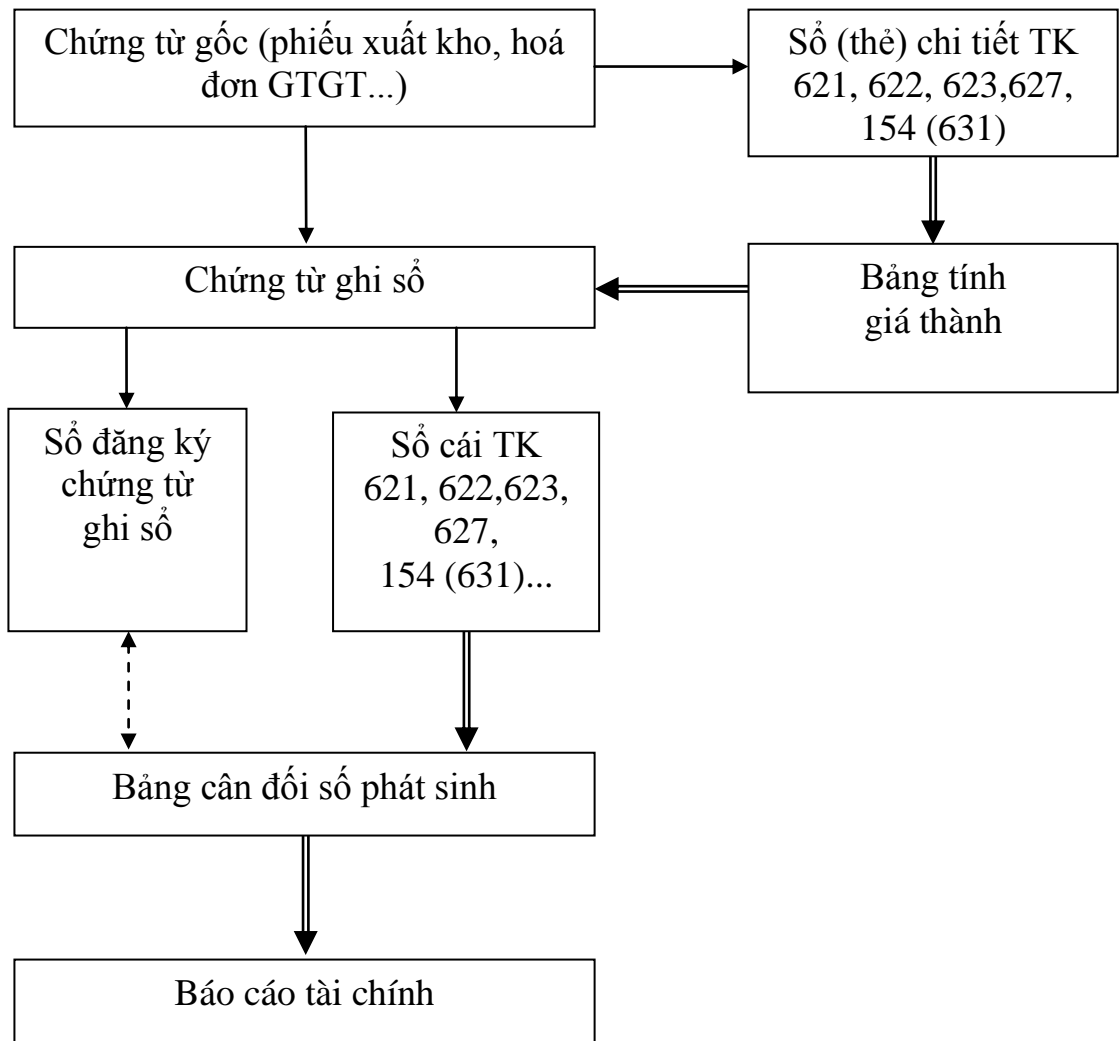 Chứng từ gốc (phiếu xuất kho, hoá
đơn GTGT...)
Sổ (thẻ) chi tiết TK
621, 622, 623,627,
154 (631)
Chứng từ ghi sổ
Bảng tính
giá thành
Sổ đăng ký
chứng từ
ghi sổ
Sổ cái TK
621, 622,623,
627,
154 (631)...
Bảng cân đối số phát sinh
Báo cáo tài chính